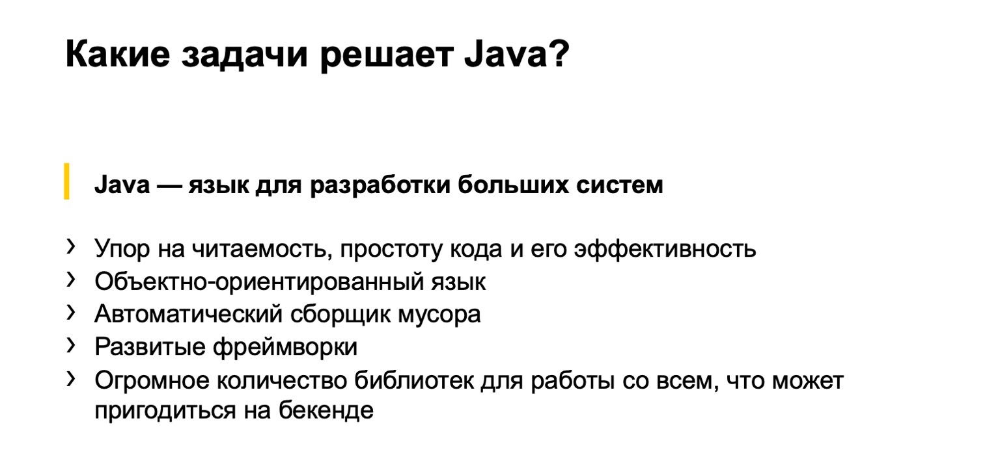 Какие задачи решает Java?
Java — язык для разработки больших систем
› Упор на читаемость, простоту кода и его эффективность
› Объектно-ориентированный язык
› Автоматический сборщик мусора
› Развитые фреймворки
› Огромное количество библиотек для работы со всем, что может
пригодиться на бекенде